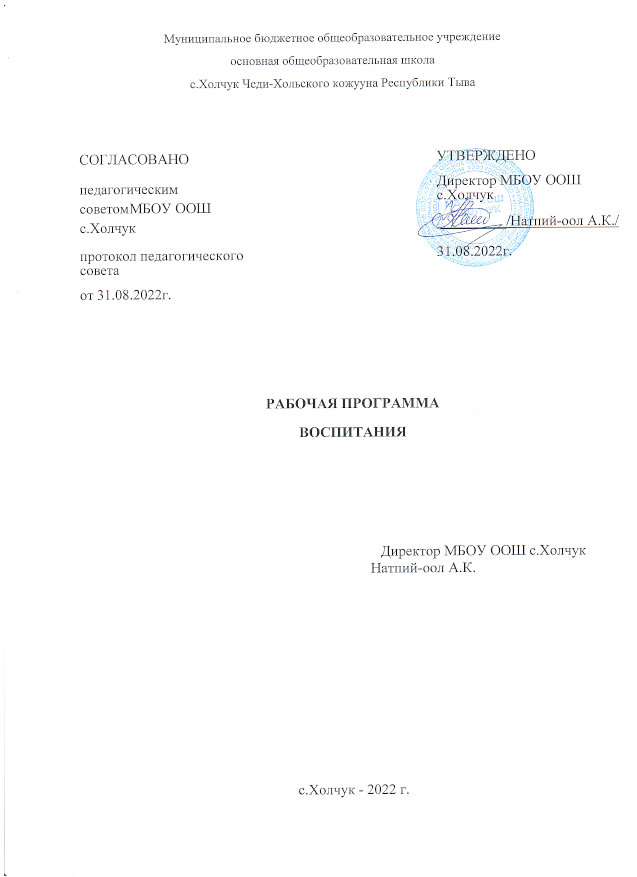 Муниципальное бюджетное общеобразовательное учреждение
основная общеобразовательная школа
с.Холчук Чеди-Хольского кожууна Республики Тыва
СОГЛАСОВАНО
педагогическим
советомМБОУ ООШ
с.Холчук
протокол педагогического
совета
от 31.08.2022г.
УТВЕРЖДЕНО
Директор МБОУ ООШ
с.Холчук
/Натпий-оол А.К./
31.08.2022г.
РАБОЧАЯ ПРОГРАММА
ВОСПИТАНИЯ
Директор МБОУ ООШ с.Холчук
Натпий-оол А.К.
с.Холчук - 2022 г.